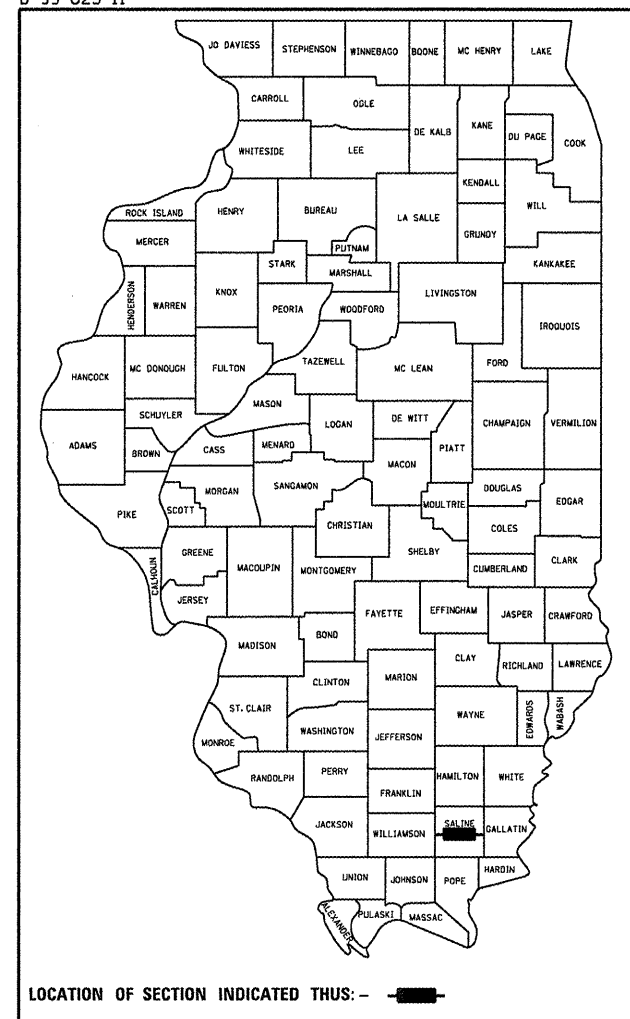 D-99-025-11
JO DAVIESS STEPHENSON WINNEBAGO BOONE MC HENRY LAKE
CARROLL OGLE DE KALB KANE DU PAGE COOK
WHITESIDE LEE
KENDALL
ROCK ISLAND HENRY BUREAU LA SALLE WILL
MERCER PUTNAM GRUNDY
STARK MARSHALL KANKAKEE
HENDERSON WARREN KNOX PEORIA WOODFORD LIVINGSTON IROQUOIS
HANCOCK MC DONOUGH FULTON TAZEWELL MC LEAN FORD
SCHUYLER MASON LOGAN DE WITT CHAMPAIGN VERMILION
ADAMS BROWN CASS MENARD MACON PIATT
PIKE SCOTT MORGAN SANGAMON MOULTRIE DOUGLAS EDGAR
CHRISTIAN COLES
CALHOUN GREENE MACOUPIN MONTGOMERY SHELBY CUMBERLAND CLARK
JERSEY FAYETTE EFFINGHAM JASPER CRAWFORD
MADISON BOND
CLAY RICHLAND LAWRENCE
CLINTON MARION
ST. CLAIR WAYNE EDWARDS WABASH
MONROE WASHINGTON JEFFERSON
RANDOLPH PERRY HAMILTON WHITE
FRANKLIN
JACKSON WILLIAMSON SALINE GALLATIN
UNION JOHNSON POPE HARDIN
ALEXANDER PULASKI MASSAC
LOCATION OF SECTION INDICATED THUS: -